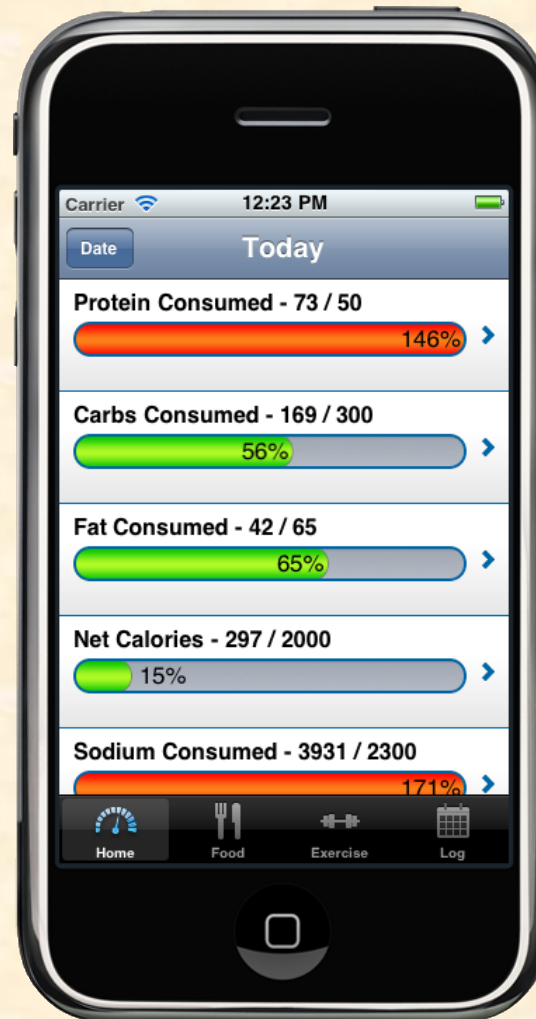 Carrier 12:23 PM
Date Today
Protein Consumed - 73 / 50
146%
Carbs Consumed - 169 / 300
56%
Fat Consumed - 42 / 65
65%
Net Calories - 297 / 2000
15%
Sodium Consumed - 3931 / 2300
171%
Home Food Exercise Log